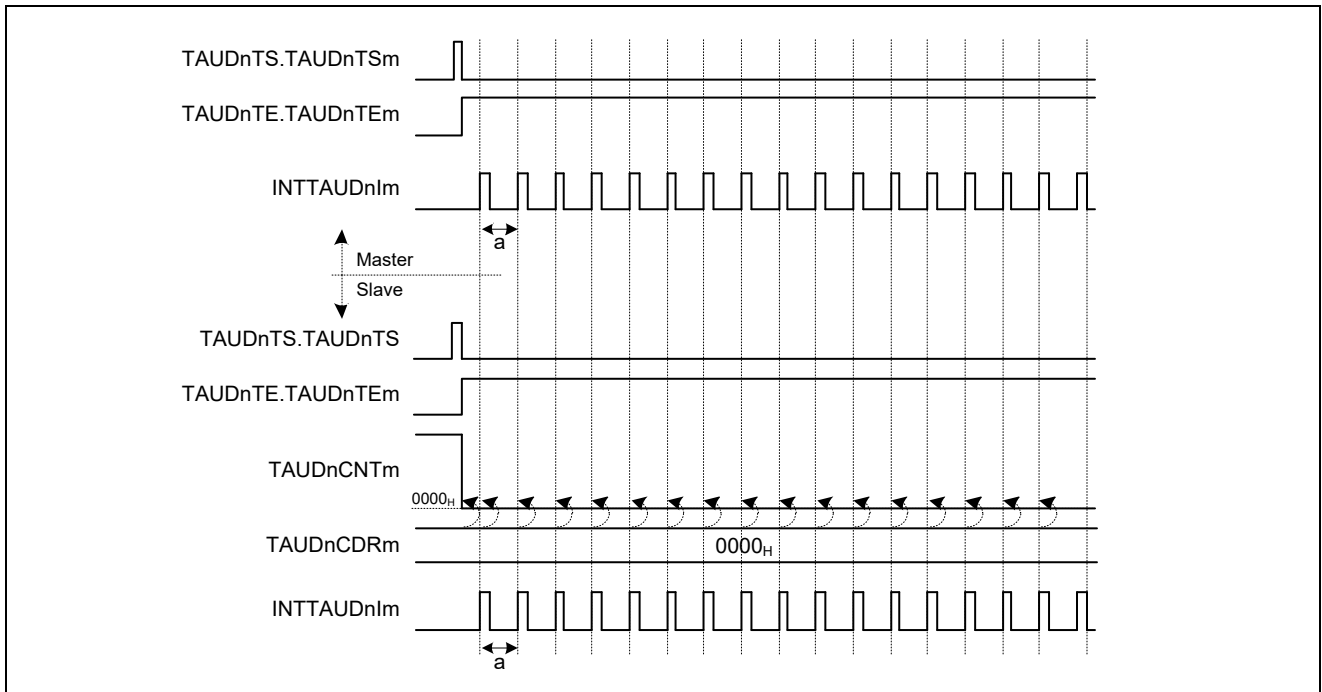 TAUDnTS.TAUDnTSm
TAUDnTE.TAUDnTEm
INTTAUDnIm
a
Master
Slave
TAUDnTS.TAUDnTS
TAUDnTE.TAUDnTEm
TAUDnCNTm
0000H
TAUDnCDRm
0000H
INTTAUDnIm
a